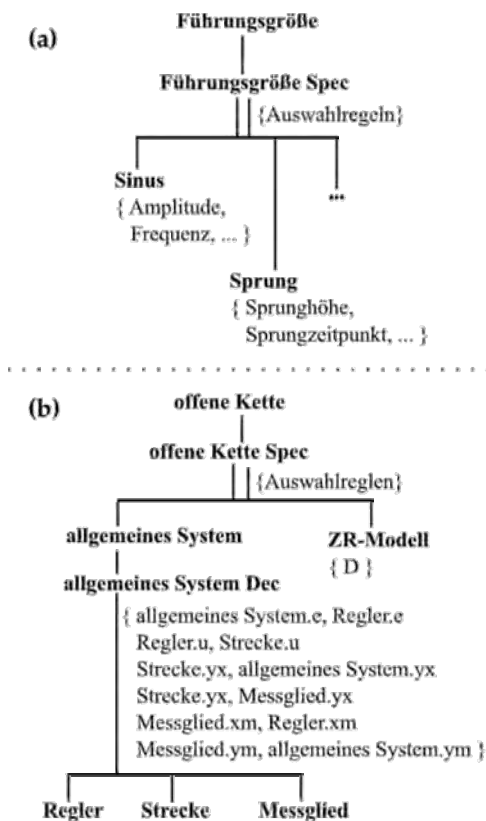 (a)
Führungsgröße
Führungsgröße Spec
{Auswahlregeln}
Sinus
{ Amplitude,
Frequenz, ... }
...
Sprung
{ Sprunghöhe,
Sprungzeitpunkt, ... }
(b)
offene Kette
offene Kette Spec
{Auswahlreglen}
allgemeines System
ZR-Modell
{ D }
allgemeines System Dec
{ allgemeines System.e, Regler.e
Regler.u, Strecke.u
Strecke.yx, allgemeines System.yx
Strecke.yx, Messglied.yx
Messglied.xm, Regler.xm
Messglied.ym, allgemeines System.ym }
Regler Strecke Messglied